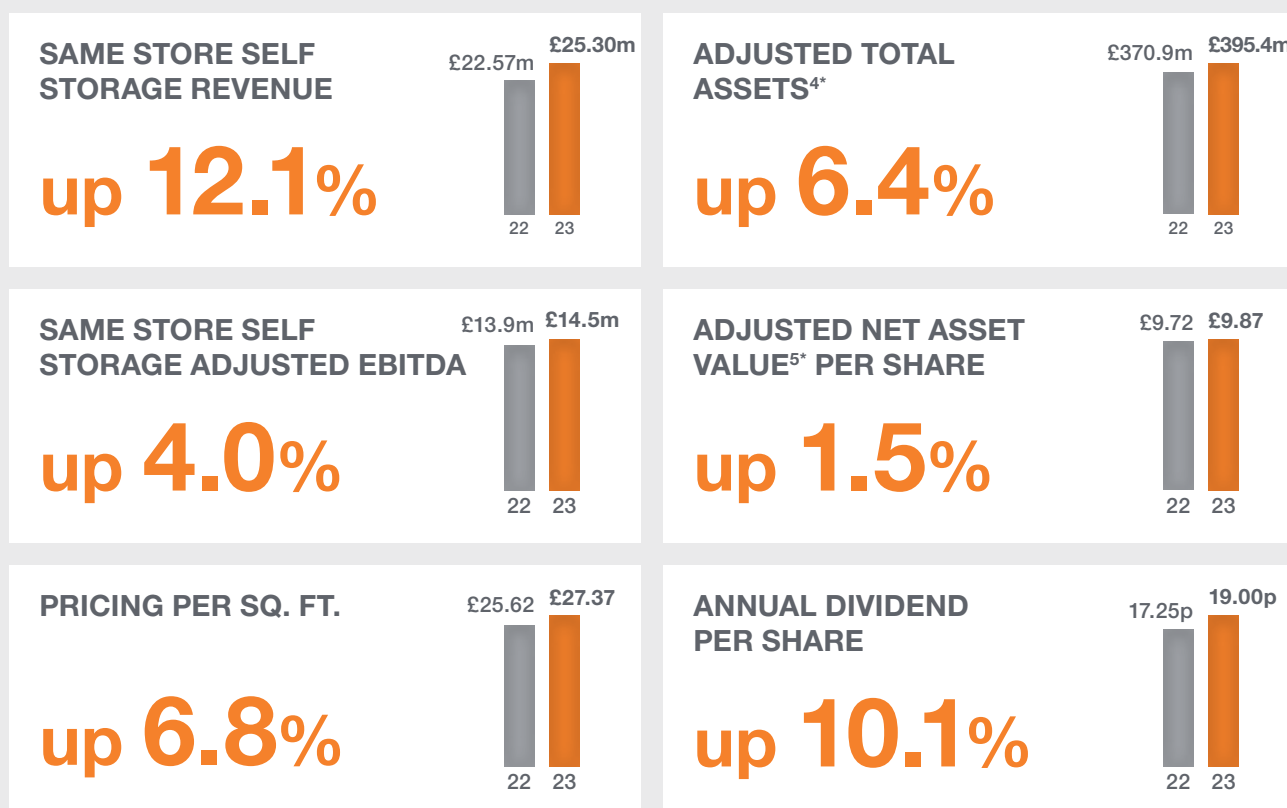 SAME STORE SELF
STORAGE REVENUE
up 12.1%
£22.57m £25.30m
22 23
ADJUSTED TOTAL
ASSETS4*
up 6.4%
£370.9m £395.4m
22 23
SAME STORE SELF
STORAGE ADJUSTED EBITDA
up 4.0%
£13.9m £14.5m
22 23
ADJUSTED NET ASSET
VALUE5* PER SHARE
up 1.5%
£9.72 £9.87
22 23
PRICING PER SQ. FT.
up 6.8%
£25.62 £27.37
22 23
ANNUAL DIVIDEND
PER SHARE
up 10.1%
17.25p 19.00p
22 23